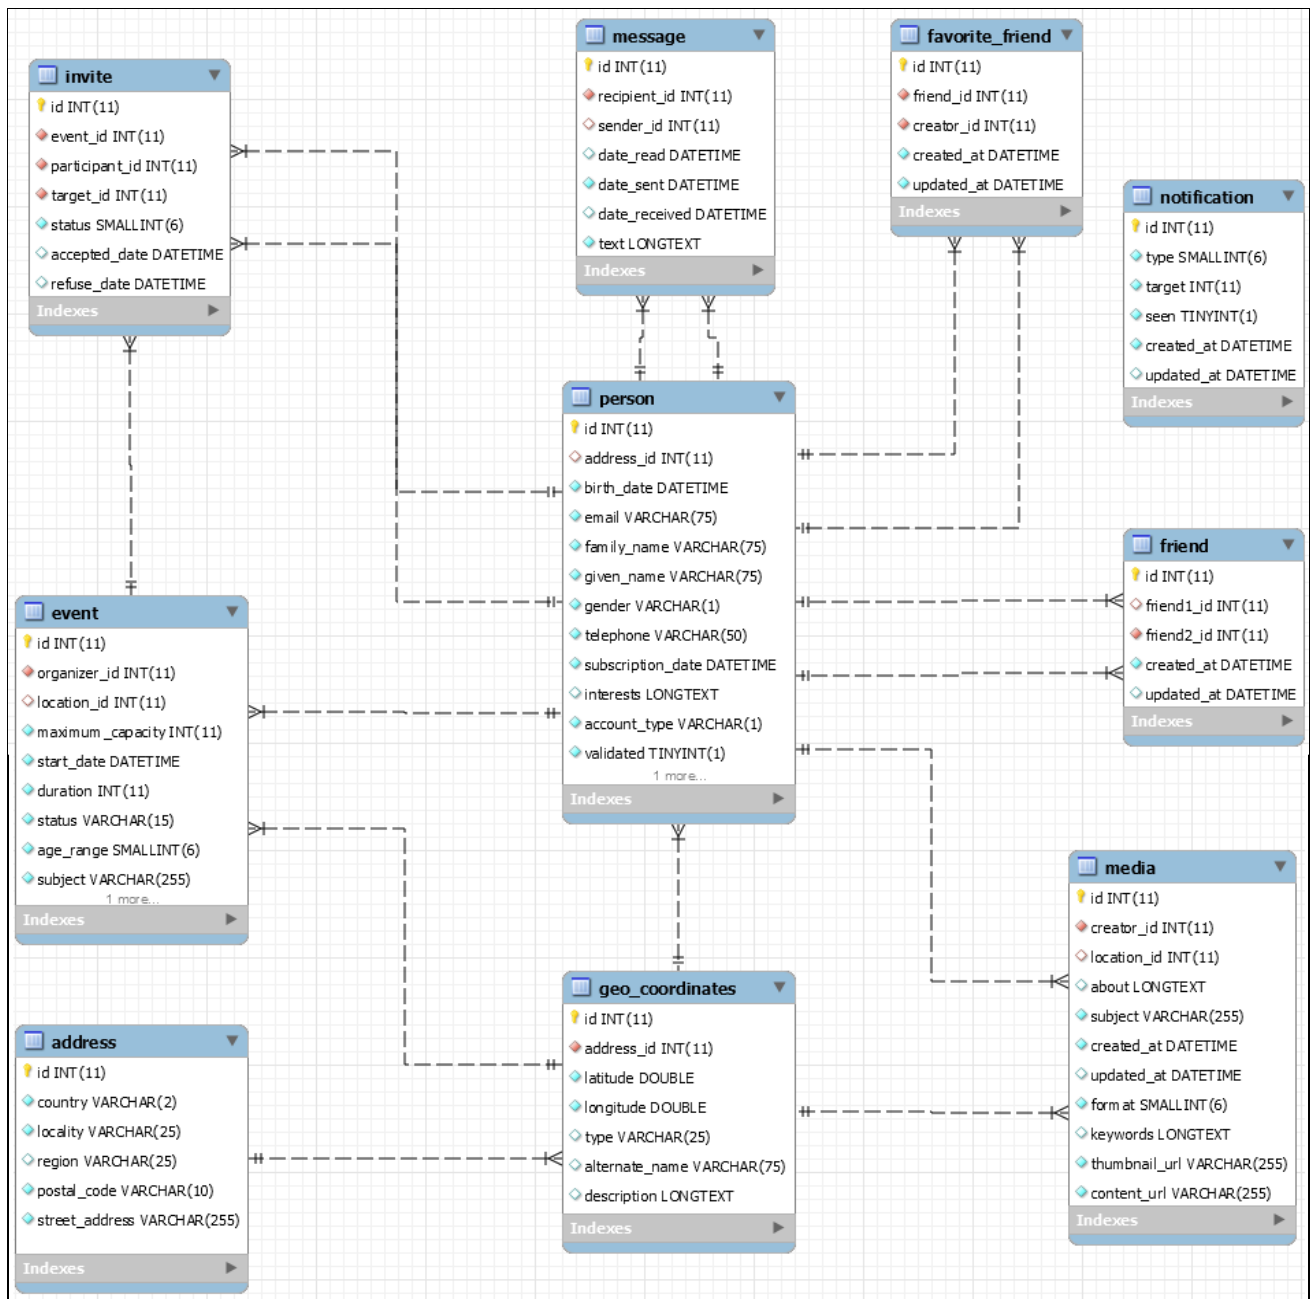 invite
id INT(11)
event_id INT(11)
participant_id INT(11)
target_id INT(11)
status SMALLINT(6)
accepted_date DATETIME
refuse_date DATETIME
Indexes
message
id INT(11)
recipient_id INT(11)
sender_id INT(11)
date_read DATETIME
date_sent DATETIME
date_received DATETIME
text LONGTEXT
Indexes
favorite_friend
id INT(11)
friend_id INT(11)
creator_id INT(11)
created_at DATETIME
updated_at DATETIME
Indexes
notification
id INT(11)
type SMALLINT(6)
target INT(11)
seen TINYINT(1)
created_at DATETIME
updated_at DATETIME
Indexes
person
id INT(11)
address_id INT(11)
birth_date DATETIME
email VARCHAR(75)
family_name VARCHAR(75)
given_name VARCHAR(75)
gender VARCHAR(1)
telephone VARCHAR(50)
subscription_date DATETIME
interests LONGTEXT
account_type VARCHAR(1)
validated TINYINT(1)
1 more...
Indexes
friend
id INT(11)
friend1_id INT(11)
friend2_id INT(11)
created_at DATETIME
updated_at DATETIME
Indexes
event
id INT(11)
organizer_id INT(11)
location_id INT(11)
maximum_capacity INT(11)
start_date DATETIME
duration INT(11)
status VARCHAR(15)
age_range SMALLINT(6)
subject VARCHAR(255)
1 more...
Indexes
media
id INT(11)
creator_id INT(11)
location_id INT(11)
about LONGTEXT
subject VARCHAR(255)
created_at DATETIME
updated_at DATETIME
format SMALLINT(6)
keywords LONGTEXT
thumbnail_url VARCHAR(255)
content_url VARCHAR(255)
Indexes
geo_coordinates
id INT(11)
address_id INT(11)
latitude DOUBLE
longitude DOUBLE
type VARCHAR(25)
alternate_name VARCHAR(75)
description LONGTEXT
Indexes
address
id INT(11)
country VARCHAR(2)
locality VARCHAR(25)
region VARCHAR(25)
postal_code VARCHAR(10)
street_address VARCHAR(255)
Indexes